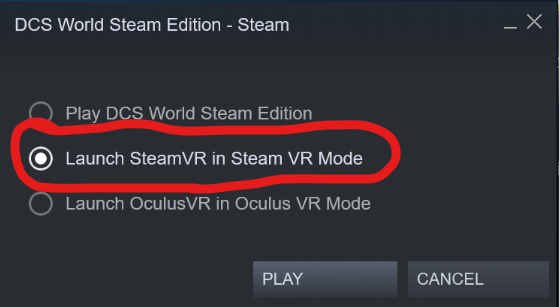 DCS World Steam Edition - Steam
Play DCS World Steam Edition
Launch SteamVR in Steam VR Mode
Launch OculusVR in Oculus VR Mode
PLAY CANCEL